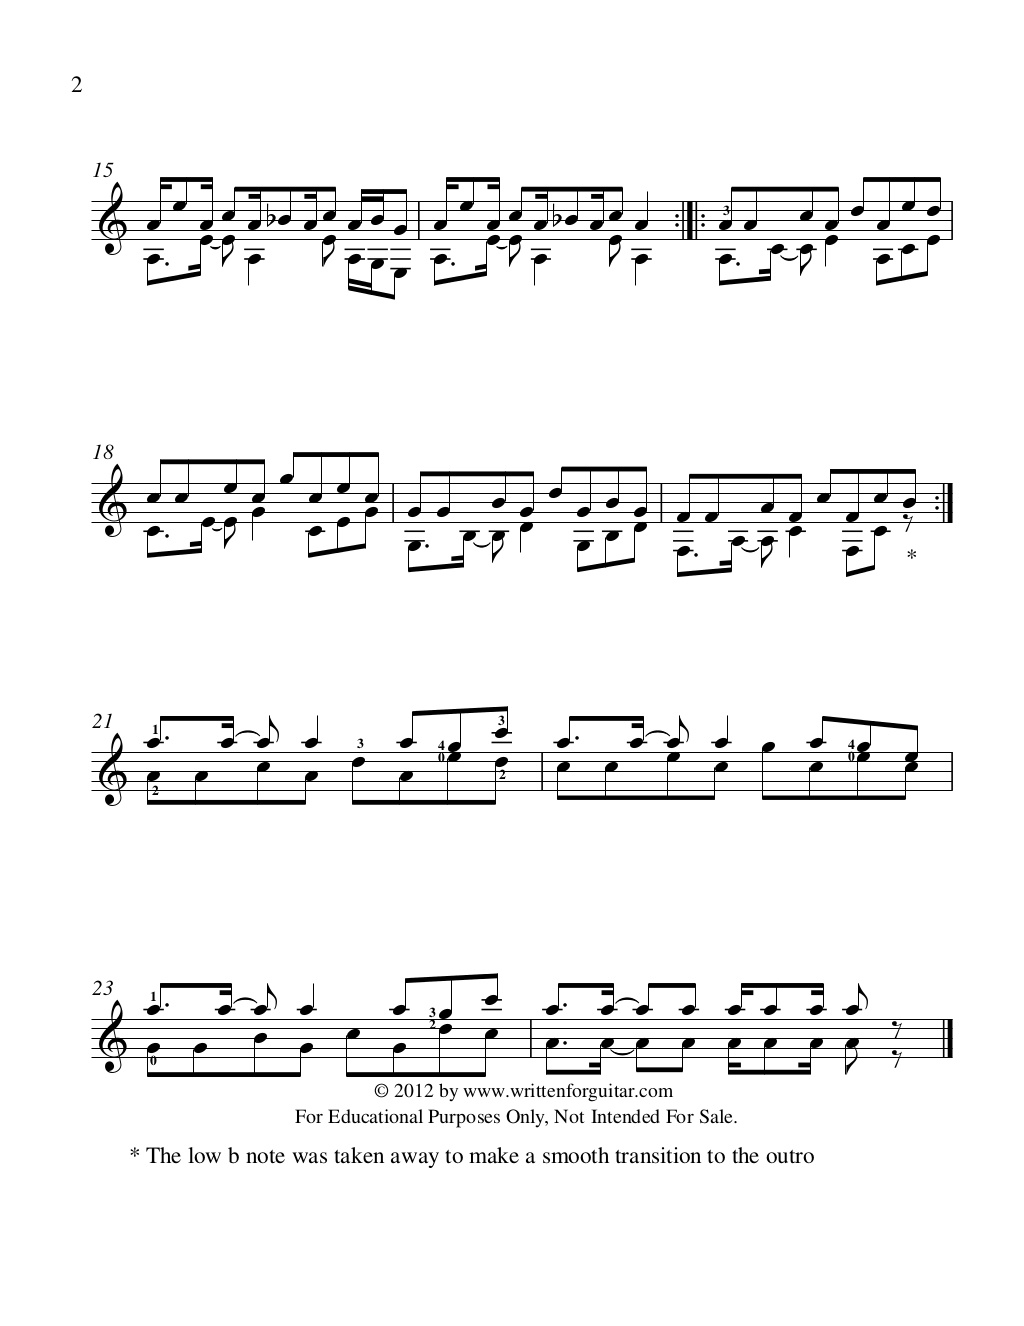 2
15
3
18
*
21
1 3 4 3
2 0 2
4
0
23
1 3
0 2
© 2012 by www.writtenforguitar.com
For Educational Purposes Only, Not Intended For Sale.
* The low b note was taken away to make a smooth transition to the outro